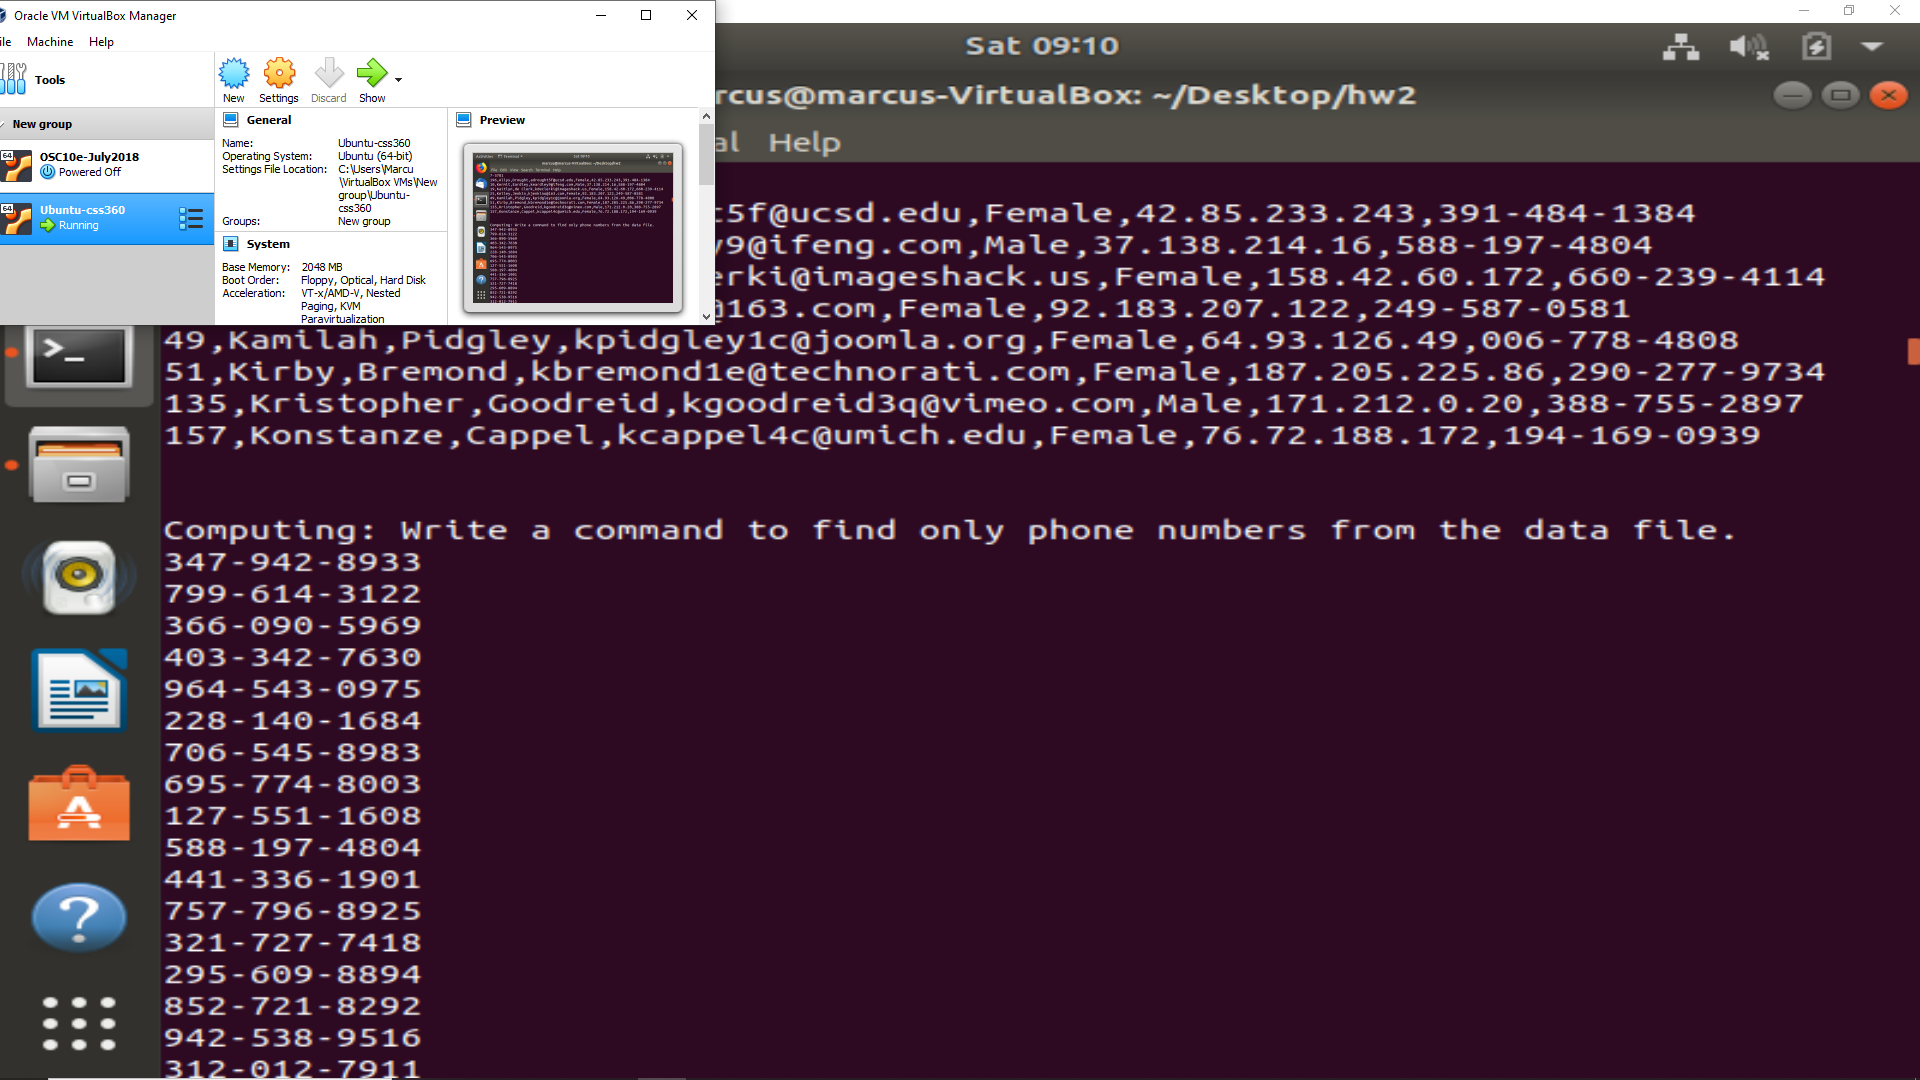 Oracle VM VirtualBox Manager
ile Machine Help
Tools
New Settings Discard Show
New group
64
OSC10e-July2018
Powered Off
64
Ubuntu-css360
Running
General
Name: Ubuntu-css360
Operating System: Ubuntu (64-bit)
Settings File Location: C:\Users\Marcu
\VirtualBox VMs\New
group\Ubuntu-
css360
Groups: New group
System
Base Memory: 2048 MB
Boot Order: Floppy, Optical, Hard Disk
Acceleration: VT-x/AMD-V, Nested
Paging, KVM
Paravirtualization
Preview
Sat 09:10
rcus@marcus-VirtualBox: ~/Desktop/hw2
al Help
t5f@ucsd.edu,Female,42.85.233.243,391-484-1384
y9@ifeng.com,Male,37.138.214.16,588-197-4804
erki@imageshack.us,Female,158.42.60.172,660-239-4114
@163.com,Female,92.183.207.122,249-587-0581
49,Kamilah,Pidgley,kpidgley1c@joomla.org,Female,64.93.126.49,006-778-4808
51,Kirby,Bremond,kbremond1e@technorati.com,Female,187.205.225.86,290-277-9734
135,Kristopher,Goodreid,kgoodreid3q@vimeo.com,Male,171.212.0.20,388-755-2897
157,Konstanze,Cappel,kcappel4c@umich.edu,Female,76.72.188.172,194-169-0939
Computing: Write a command to find only phone numbers from the data file.
347-942-8933
799-614-3122
366-090-5969
403-342-7630
964-543-0975
228-140-1684
706-545-8983
695-774-8003
127-551-1608
588-197-4804
441-336-1901
757-796-8925
321-727-7418
295-609-8894
852-721-8292
942-538-9516
312-012-7911